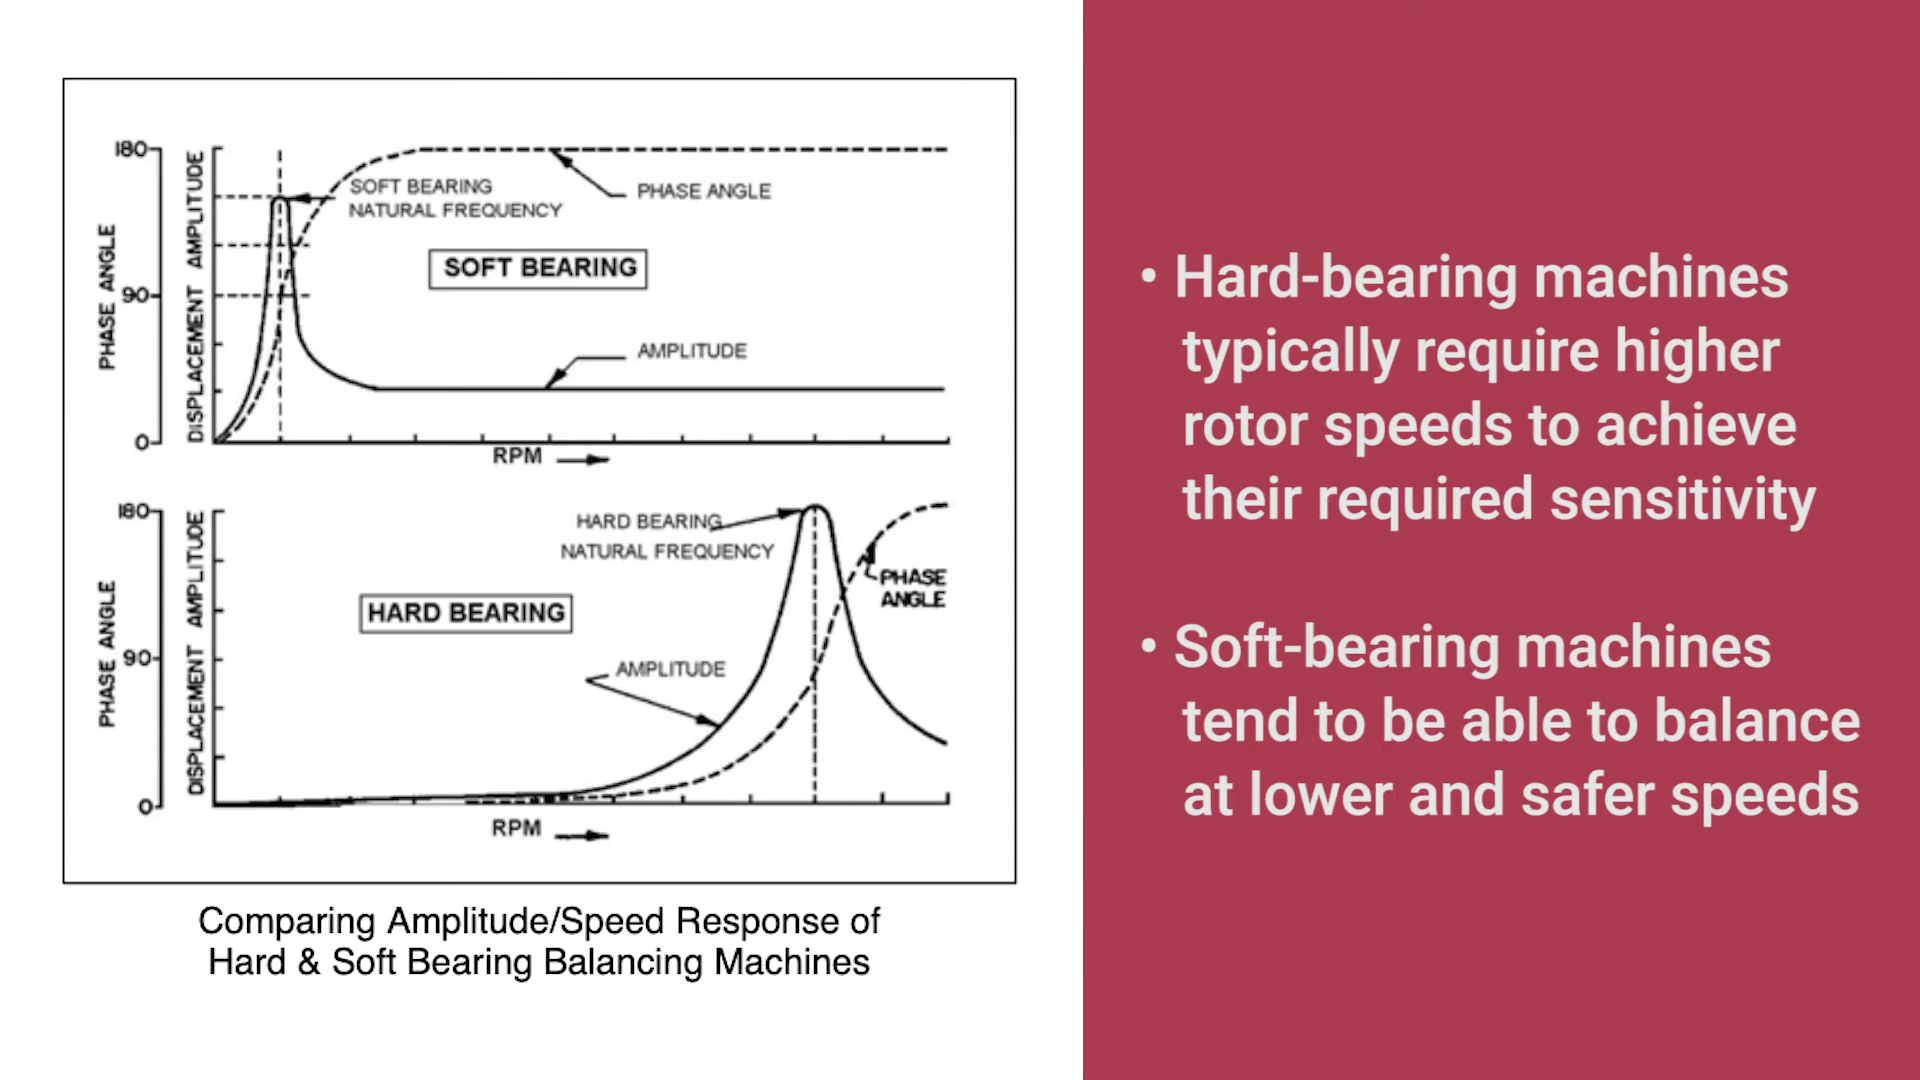 180
SOFT BEARING
NATURAL FREQUENCY
PHASE ANGLE
SOFT BEARING
90
AMPLITUDE
0
PHASE ANGLE
DISPLACEMENT AMPLITUDE
RPM
180
HARD BEARING
NATURAL FREQUENCY
PHASE
ANGLE
HARD BEARING
90
AMPLITUDE
0
PHASE ANGLE
DISPLACEMENT AMPLITUDE
RPM
Comparing Amplitude/Speed Response of
Hard & Soft Bearing Balancing Machines
• Hard-bearing machines
typically require higher
rotor speeds to achieve
their required sensitivity
• Soft-bearing machines
tend to be able to balance
at lower and safer speeds